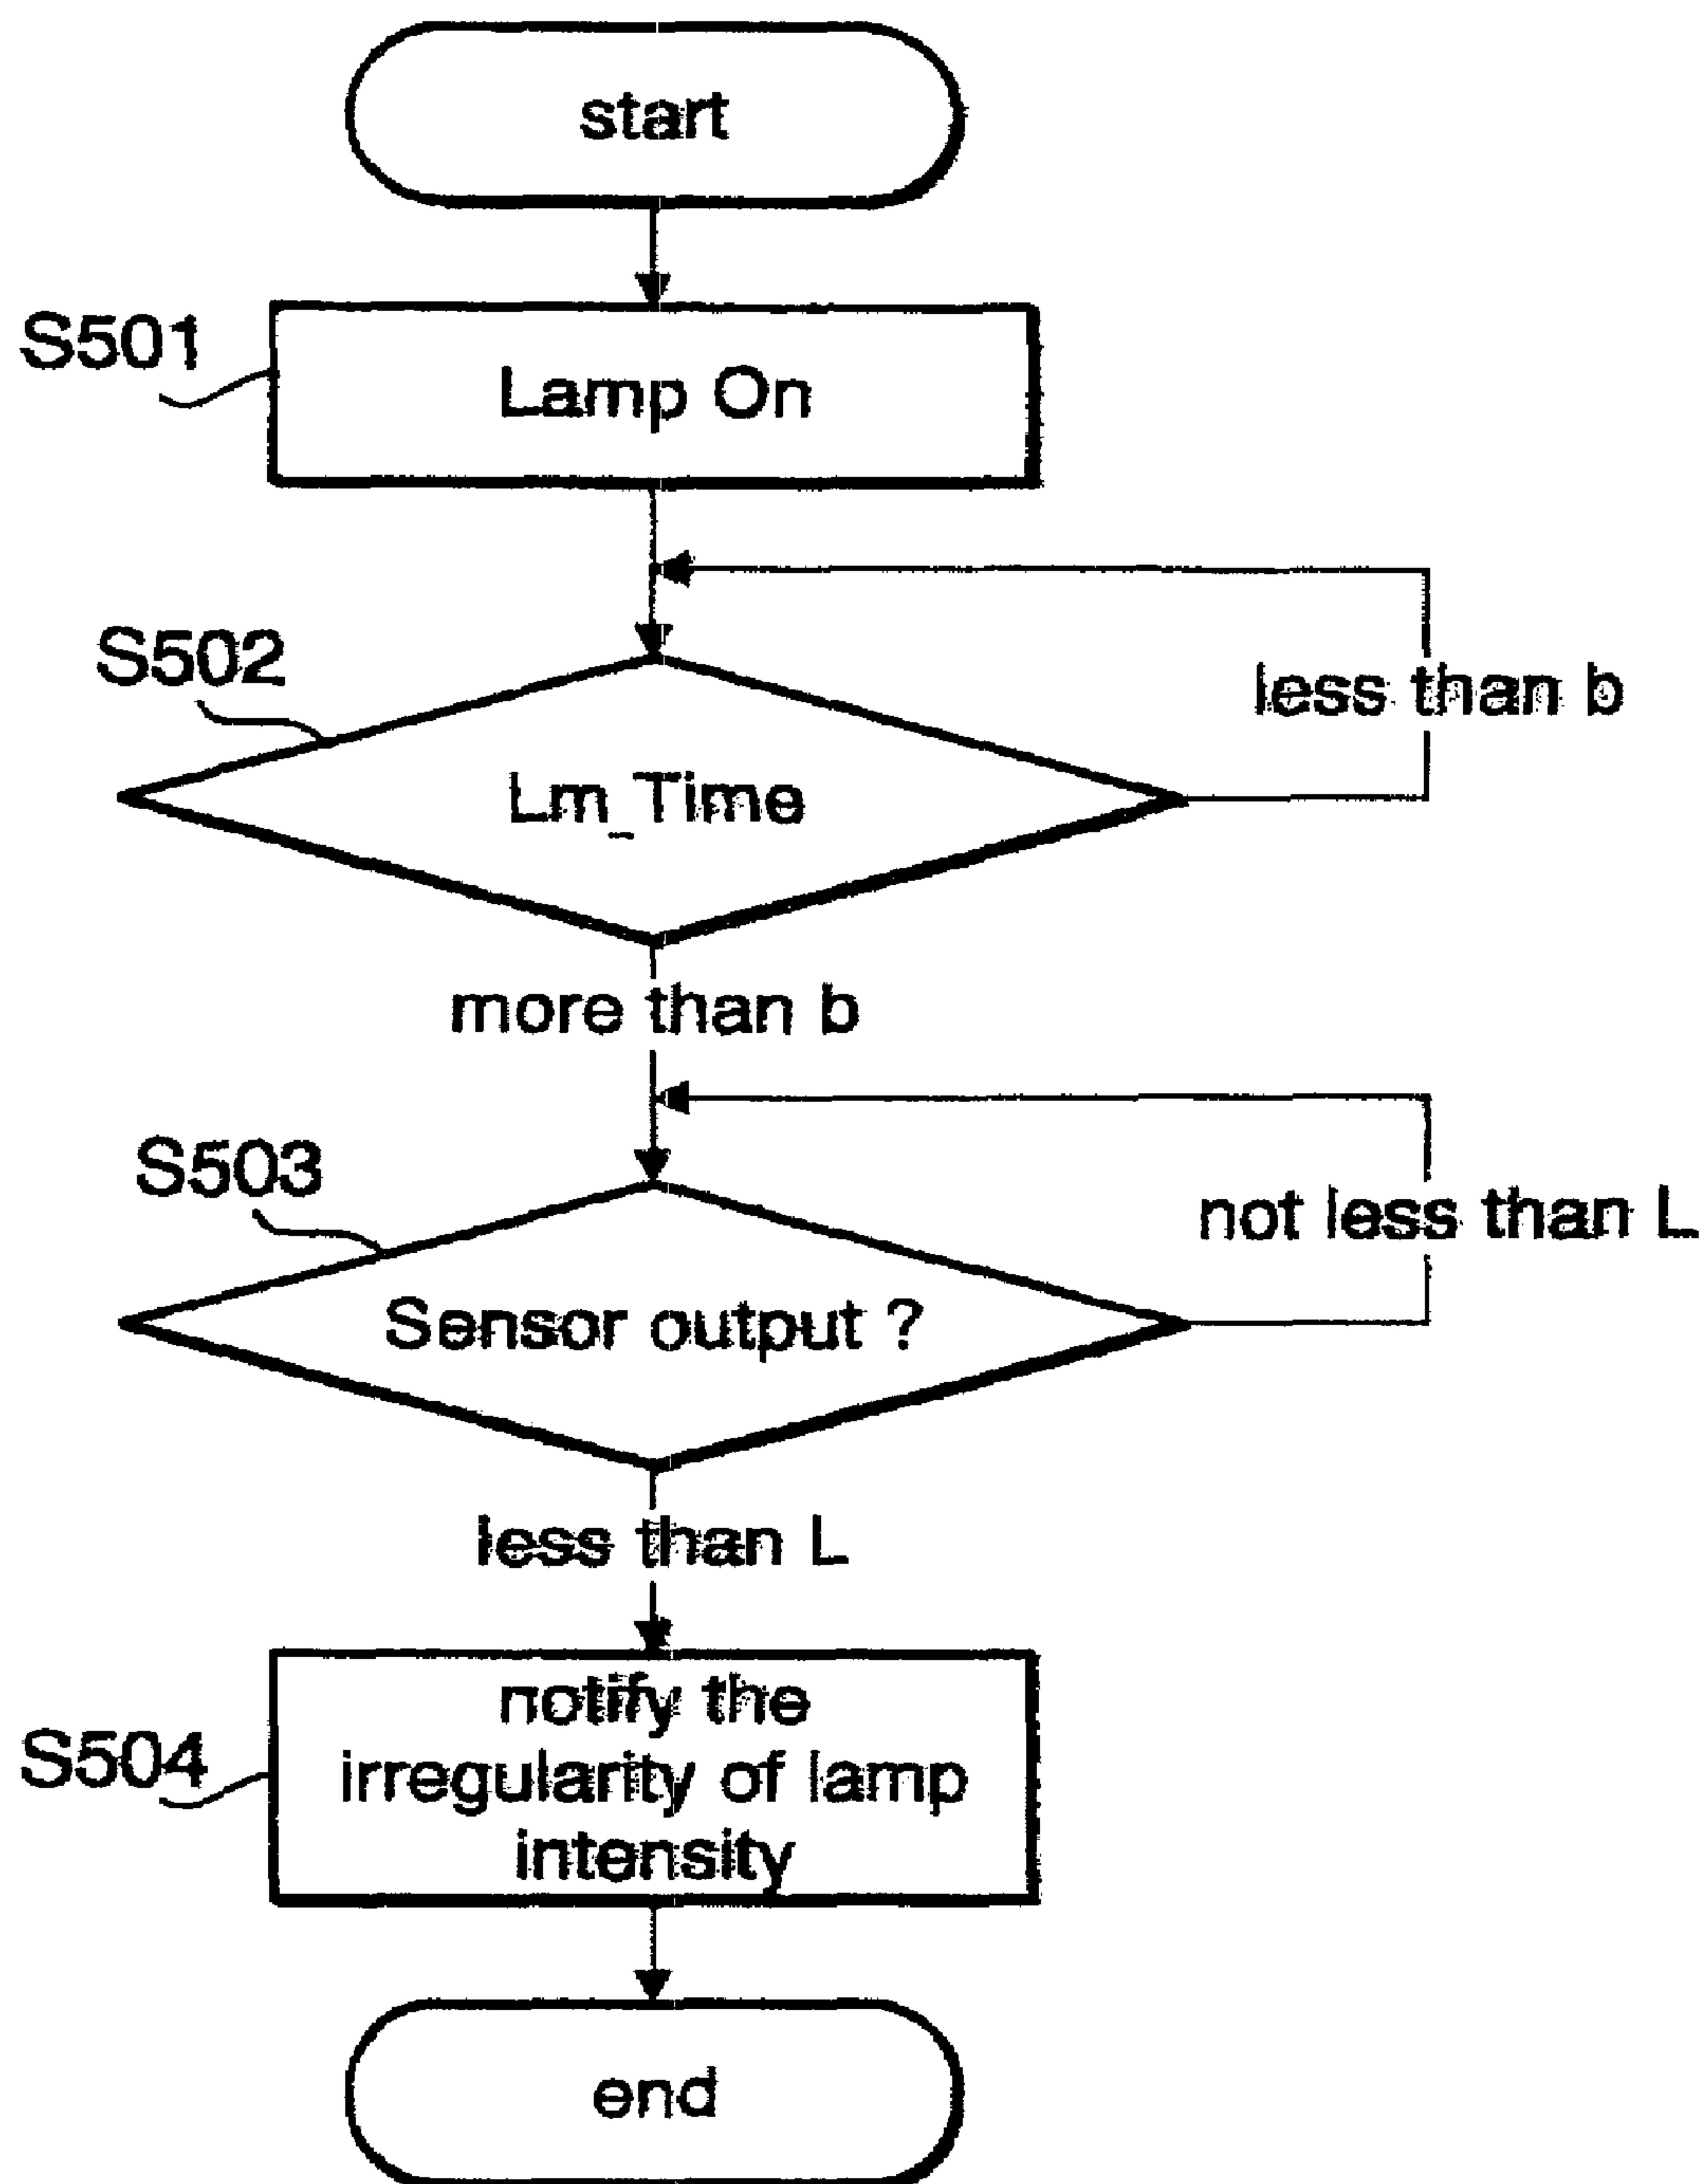 start
S501
Lamp On
S502
less than b
Lm_Time
more than b
S503
not less than L
Sensor output ?
less than L
S504
notify the
irregularity of lamp
intensity
end